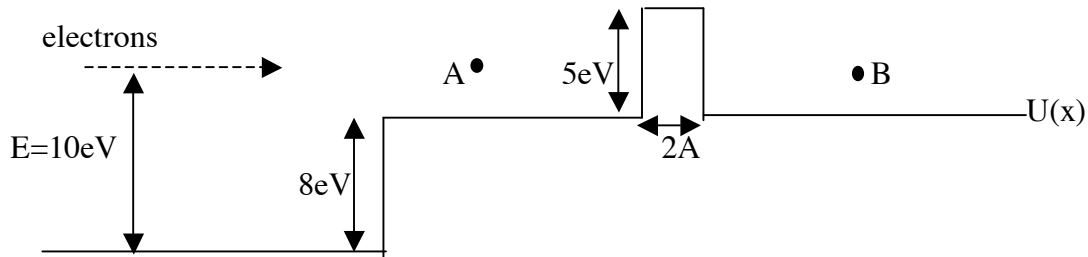 electrons
A
5eV
B
E=10eV
U(x)
2A
8eV